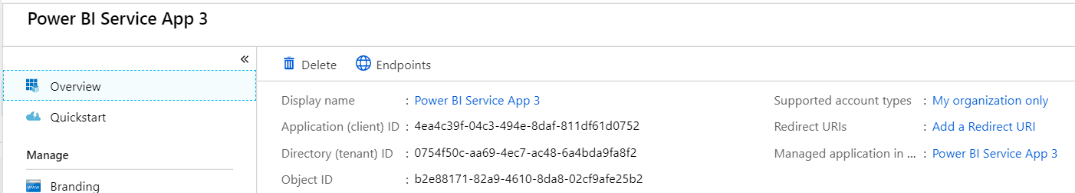 Power BI Service App 3
«
Delete Endpoints
Overview
Quickstart
Manage
Branding
Display name : Power BI Service App 3
Application (client) ID : 4ea4c39f-04c3-494e-8daf-811df61d0752
Directory (tenant) ID : 0754f50c-aa69-4ec7-ac48-6a4bda9fa8f2
Object ID : b2e88171-82a9-4610-8da8-02cf9afe25b2
Supported account types : My organization only
Redirect URIs : Add a Redirect URI
Managed application in ... : Power BI Service App 3